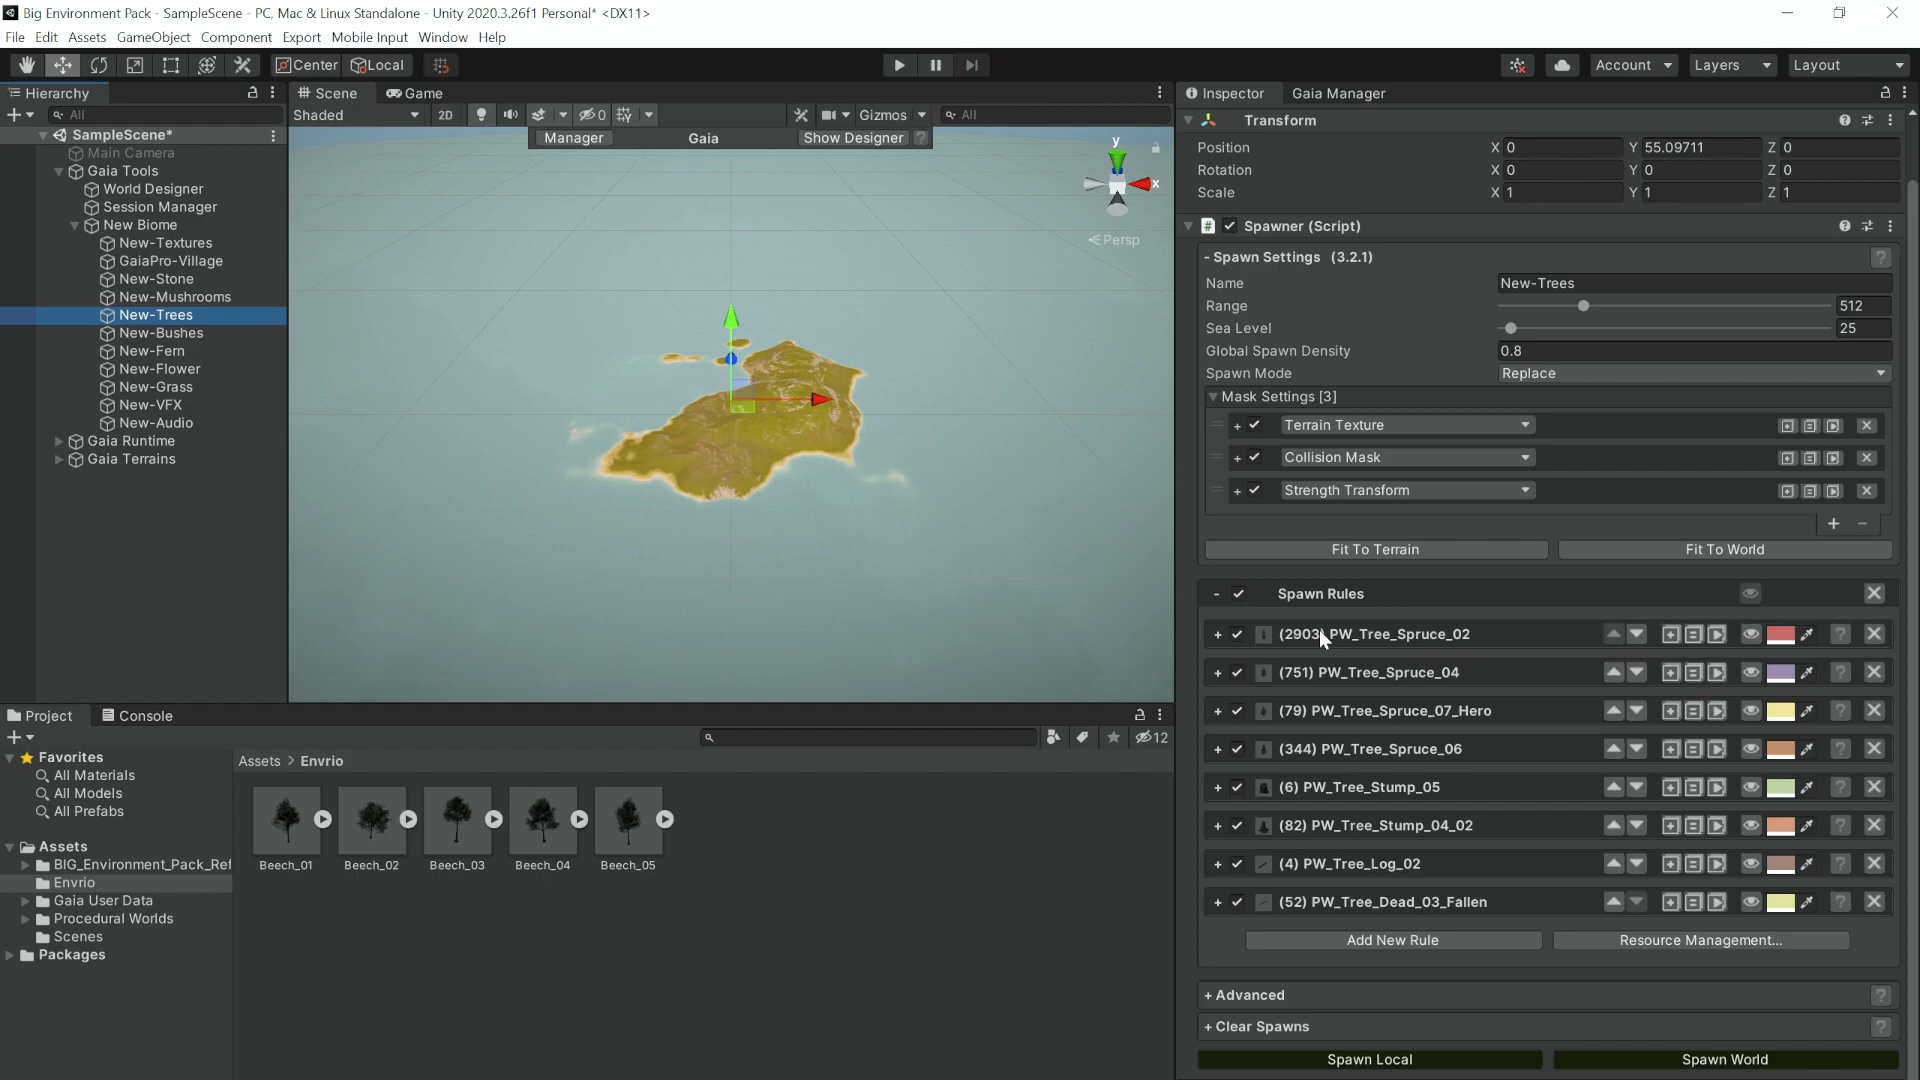 Big Environment Pack - SampleScene - PC, Mac & Linux Standalone - Unity 2020.3.26f1 Personal* <DX11>
File Edit Assets GameObject Component Export Mobile Input Window Help
Center Local Account Layers Layout
Hierarchy
All
SampleScene*
Main Camera
Gaia Tools
World Designer
Session Manager
New Biome
New-Textures
GaiaPro-Village
New-Stone
New-Mushrooms
New-Trees
New-Bushes
New-Fern
New-Flower
New-Grass
New-VFX
New-Audio
Gaia Runtime
Gaia Terrains
Scene Game
Shaded 2D 0 Gizmos All
Manager Gaia Show Designer ?
y
x
Persp
Inspector Gaia Manager
Transform
Position X 0 Y 55.09711 Z 0
Rotation X 0 Y 0 Z 0
Scale X 1 Y 1 Z 1
# Spawner (Script)
- Spawn Settings (3.2.1) ?
Name New-Trees
Range 512
Sea Level 25
Global Spawn Density 0.8
Spawn Mode Replace
Mask Settings [3]
+ Terrain Texture
+ Collision Mask
+ Strength Transform
+ -
Fit To Terrain Fit To World
- Spawn Rules
+ (2903) PW_Tree_Spruce_02 ?
+ (751) PW_Tree_Spruce_04 ?
+ (79) PW_Tree_Spruce_07_Hero ?
+ (344) PW_Tree_Spruce_06 ?
+ (6) PW_Tree_Stump_05 ?
+ (82) PW_Tree_Stump_04_02 ?
+ (4) PW_Tree_Log_02 ?
+ (52) PW_Tree_Dead_03_Fallen ?
Add New Rule Resource Management...
+ Advanced ?
+ Clear Spawns ?
Spawn Local Spawn World
Project Console
12
Favorites
All Materials
All Models
All Prefabs
Assets
BIG_Environment_Pack_Ref
Envrio
Gaia User Data
Procedural Worlds
Scenes
Packages
Assets > Envrio
Beech_01 Beech_02 Beech_03 Beech_04 Beech_05